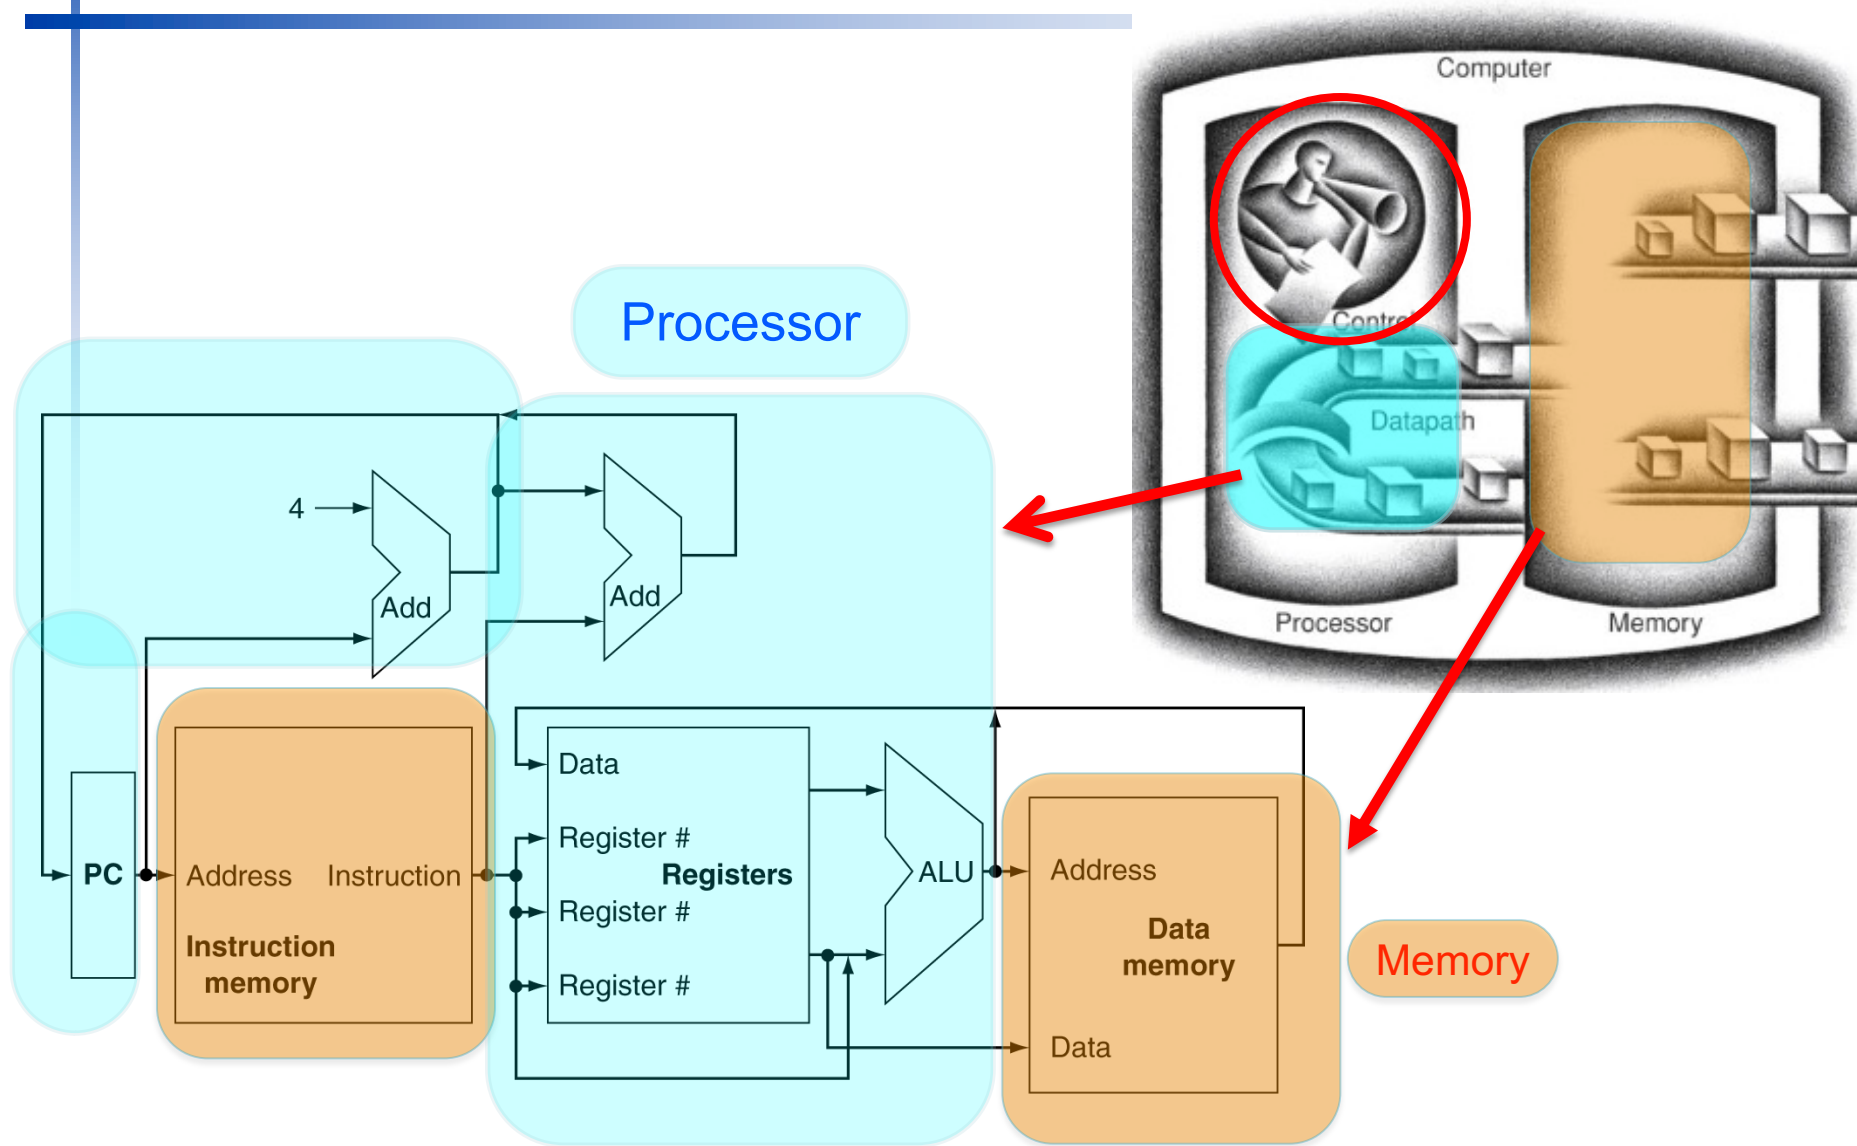 Computer
Control
Datapath
Processor
Memory
Processor
4
Add
Add
PC
Address
Instruction
Instruction
memory
Data
Register #
Registers
Register #
Register #
ALU
Address
Data
memory
Data
Memory